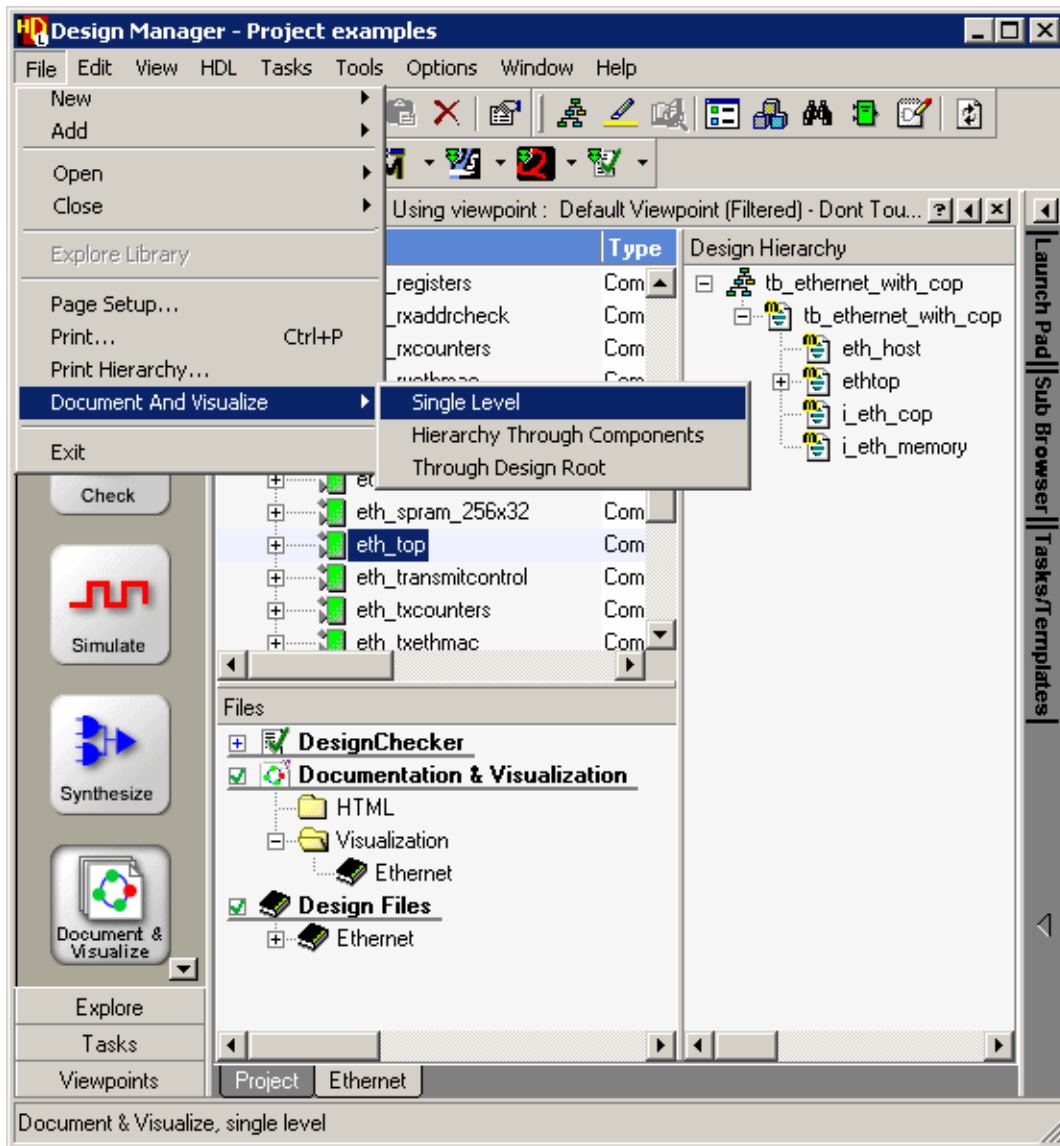 Design Manager - Project examples
File Edit View HDL Tasks Tools Options Window Help
New
Add
Open
Close
Explore Library
Page Setup...
Print... Ctrl+P
Print Hierarchy...
Document And Visualize
Exit
Single Level
Hierarchy Through Components
Through Design Root
Using viewpoint : Default Viewpoint (Filtered) - Dont Tou...
Type
_registers Com
_rxaddrcheck Com
_rxcounters Com
eth_spram_256x32 Com
eth_top Com
eth_transmitcontrol Com
eth_txcounters Com
eth_txethmac Com
Design Hierarchy
tb_ethernet_with_cop
tb_ethernet_with_cop
eth_host
ethtop
i_eth_cop
i_eth_memory
Launch Pad
Sub Browser
Tasks/Templates
Check
Simulate
Synthesize
Document &
Visualize
Explore
Tasks
Viewpoints
Files
DesignChecker
Documentation & Visualization
HTML
Visualization
Ethernet
Design Files
Ethernet
Project Ethernet
Document & Visualize, single level